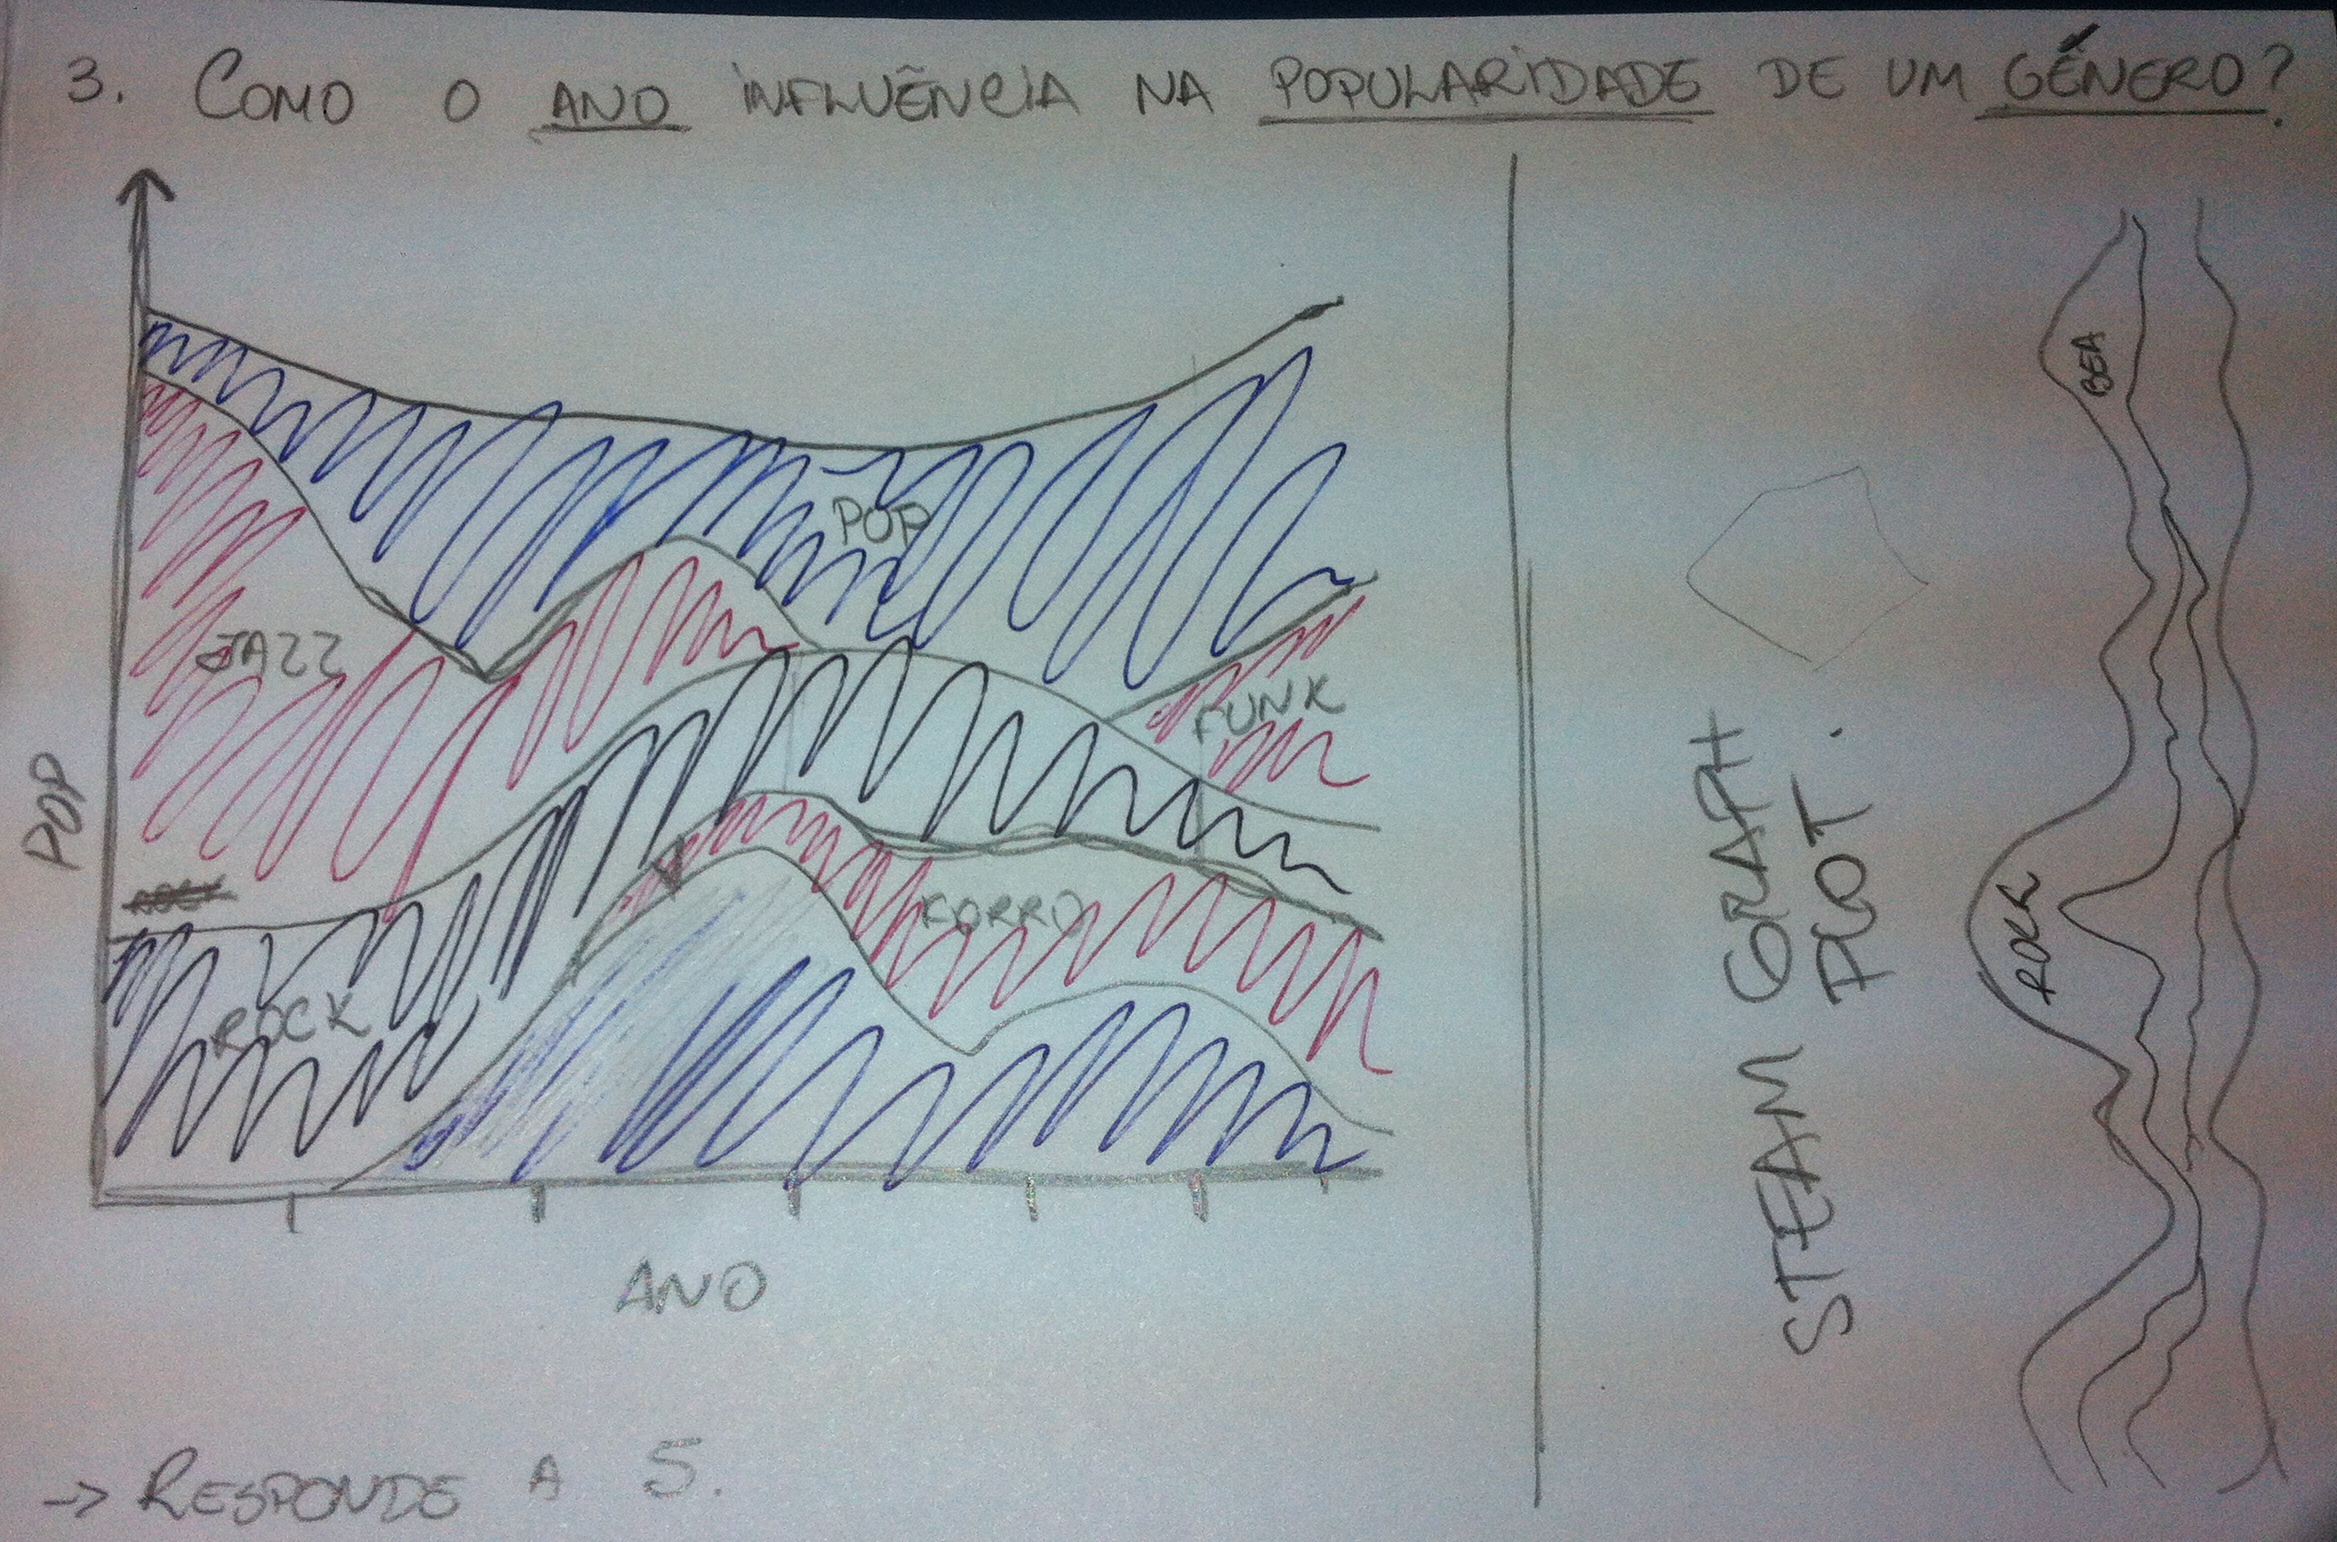 3. COMO O ANO INFLUÊNCIA NA POPULARIDADE DE UM GÊNERO?
POP
POP
JAZZ
FUNK
FORRO
ROCK
ANO
→ RESPONDE A 5.
STEAM GRAPH
PLOT.
BEA
ROCK